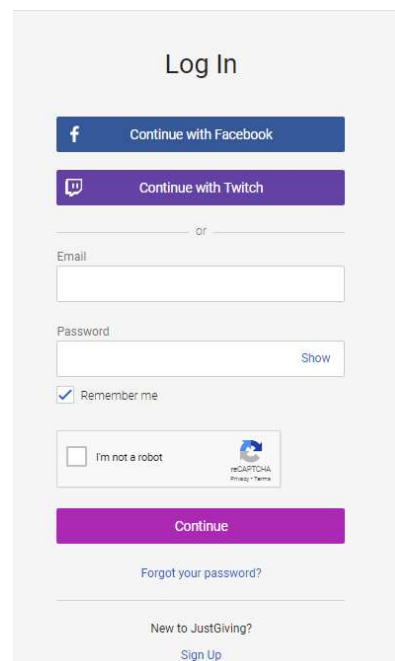 Log In
Continue with Facebook
Continue with Twitch
or
Email
Password
Show
Remember me
I'm not a robot
reCAPTCHA
Privacy - Terms
Continue
Forgot your password?
New to JustGiving?
Sign Up